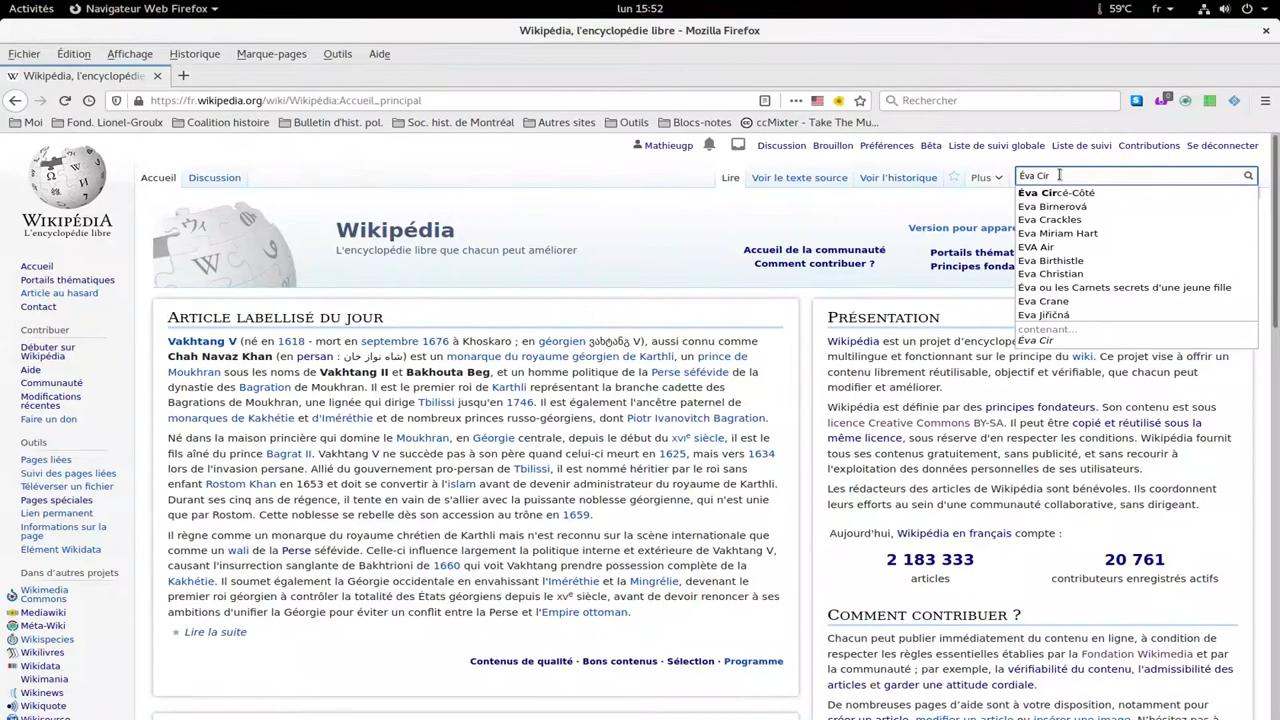 Activités
Navigateur Web Firefox
lun 15:52
59°C
fr
Wikipédia, l'encyclopédie libre - Mozilla Firefox
Fichier Édition Affichage Historique Marque-pages Outils Aide
Wikipédia, l'encyclopédie
https://fr.wikipedia.org/wiki/Wikipédia:Accueil_principal
Rechercher
Moi Fond. Lionel-Groulx Coalition histoire Bulletin d'hist. pol. Soc. hist. de Montréal Autres sites Outils Blocs-notes ccMixter - Take The Mu...
Mathieugp Discussion Brouillon Préférences Bêta Liste de suivi globale Liste de suivi Contributions Se déconnecter
WIKIPÉDIA
L'encyclopédie libre
Accueil Discussion
Lire Voir le texte source Voir l'historique Plus
Éva Cir
Éva Circé-Côté
Eva Birnerová
Eva Crackles
Eva Miriam Hart
EVA Air
Eva Birthistle
Eva Christian
Éva ou les Carnets secrets d'une jeune fille
Eva Crane
Eva Jiřičná
contenant...
Éva Cir
Accueil
Portails thématiques
Article au hasard
Contact
Contribuer
Débuter sur
Wikipédia
Aide
Communauté
Modifications
récentes
Faire un don
Outils
Pages liées
Suivi des pages liées
Téléverser un fichier
Pages spéciales
Lien permanent
Informations sur la
page
Élément Wikidata
Dans d'autres projets
Wikimedia
Commons
Mediawiki
Méta-Wiki
Wikispecies
Wikilivres
Wikidata
Wikimania
Wikinews
Wikiquote
Wikisource
Wikipédia
L'encyclopédie libre que chacun peut améliorer
Accueil de la communauté
Comment contribuer ?
Version pour appare
Portails thémat
Principes fonda
ARTICLE LABELLISÉ DU JOUR
Vakhtang V (né en 1618 - mort en septembre 1676 à Khoskaro ; en géorgien ვახტანგ V), aussi connu comme
Chah Navaz Khan (en persan : شاه نواز خان) est un monarque du royaume géorgien de Karthli, un prince de
Moukhran sous les noms de Vakhtang II et Bakhouta Beg, et un homme politique de la Perse séfévide de la
dynastie des Bagration de Moukhran. Il est le premier roi de Karthli représentant la branche cadette des
Bagrations de Moukhran, une lignée qui dirige Tbilissi jusqu'en 1746. Il est également l'ancêtre paternel de
monarques de Kakhétie et d'Iméréthie et de nombreux princes russo-géorgiens, dont Piotr Ivanovitch Bagration.
Né dans la maison princière qui domine le Moukhran, en Géorgie centrale, depuis le début du XVIe siècle, il est le
fils aîné du prince Bagrat II. Vakhtang V ne succède pas à son père quand celui-ci meurt en 1625, mais vers 1634
lors de l'invasion persane. Allié du gouvernement pro-persan de Tbilissi, il est nommé héritier par le roi sans
enfant Rostom Khan en 1653 et doit se convertir à l'islam avant de devenir administrateur du royaume de Karthli.
Durant ses cinq ans de régence, il tente en vain de s'allier avec la puissante noblesse géorgienne, qui n'est unie
que par Rostom. Cette noblesse se rebelle dès son accession au trône en 1659.
Il règne comme un monarque du royaume chrétien de Karthli mais n'est reconnu sur la scène internationale que
comme un wali de la Perse séfévide. Celle-ci influence largement la politique interne et extérieure de Vakhtang V,
causant l'insurrection sanglante de Bakhtrioni de 1660 qui voit Vakhtang prendre possession complète de la
Kakhétie. Il soumet également la Géorgie occidentale en envahissant l'Iméréthie et la Mingrélie, devenant le
premier roi géorgien à contrôler la totalité des États géorgiens depuis le XVe siècle, avant de devoir renoncer à ses
ambitions d'unifier la Géorgie pour éviter un conflit entre la Perse et l'Empire ottoman.
Lire la suite
Contenus de qualité · Bons contenus · Sélection · Programme
PRÉSENTATION
Wikipédia est un projet d'encyclop
multilingue et fonctionnant sur le principe du wiki. Ce projet vise à offrir un
contenu librement réutilisable, objectif et vérifiable, que chacun peut
modifier et améliorer.
Wikipédia est définie par des principes fondateurs. Son contenu est sous
licence Creative Commons BY-SA. Il peut être copié et réutilisé sous la
même licence, sous réserve d'en respecter les conditions. Wikipédia fournit
tous ses contenus gratuitement, sans publicité, et sans recourir à
l'exploitation des données personnelles de ses utilisateurs.
Les rédacteurs des articles de Wikipédia sont bénévoles. Ils coordonnent
leurs efforts au sein d'une communauté collaborative, sans dirigeant.
Aujourd'hui, Wikipédia en français compte :
2 183 333
articles
20 761
contributeurs enregistrés actifs
COMMENT CONTRIBUER ?
Chacun peut publier immédiatement du contenu en ligne, à condition de
respecter les règles essentielles établies par la Fondation Wikimedia et par
la communauté ; par exemple, la vérifiabilité du contenu, l'admissibilité des
articles et garder une attitude cordiale.
De nombreuses pages d'aide sont à votre disposition, notamment pour
créer un article, modifier un article ou insérer une image. N'hésitez pas à